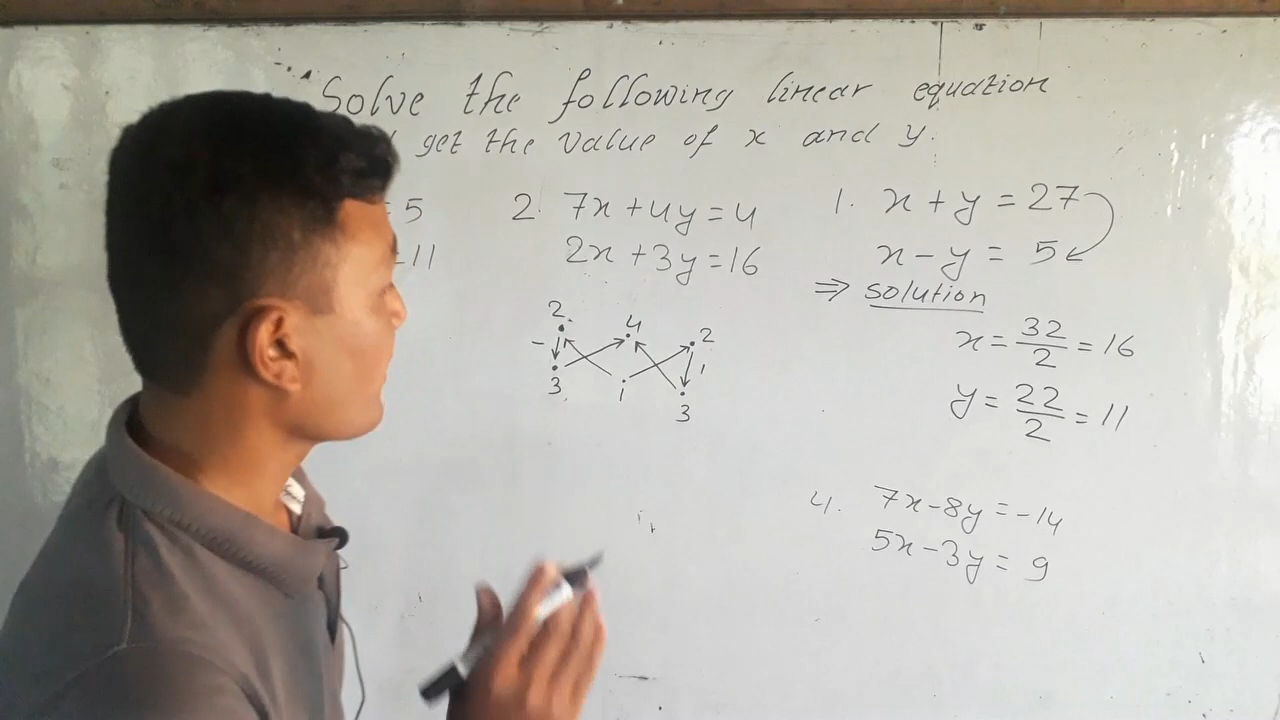 Solve the following linear equation
get the value of x and y.
= 5
=11
2. 7x+4y=4
2x+3y=16
2 4 2
- 1
3 1 3
1. x+y=27
x-y= 5
⇒ solution
x=32/2=16
y=22/2=11
4. 7x-8y=-14
5x-3y= 9